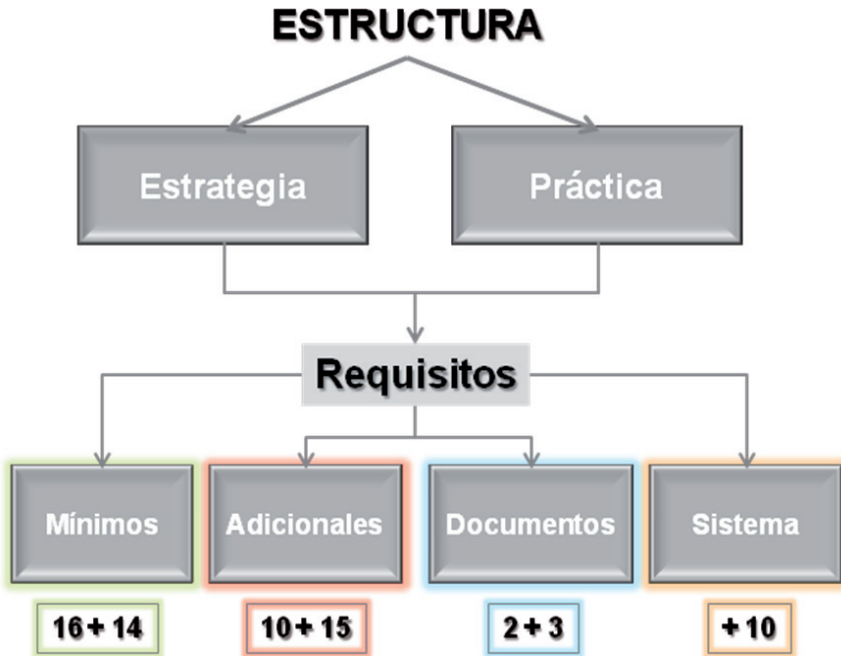 ESTRUCTURA
Estrategia
Práctica
Requisitos
Mínimos
Adicionales
Documentos
Sistema
16 + 14
10 + 15
2 + 3
+ 10